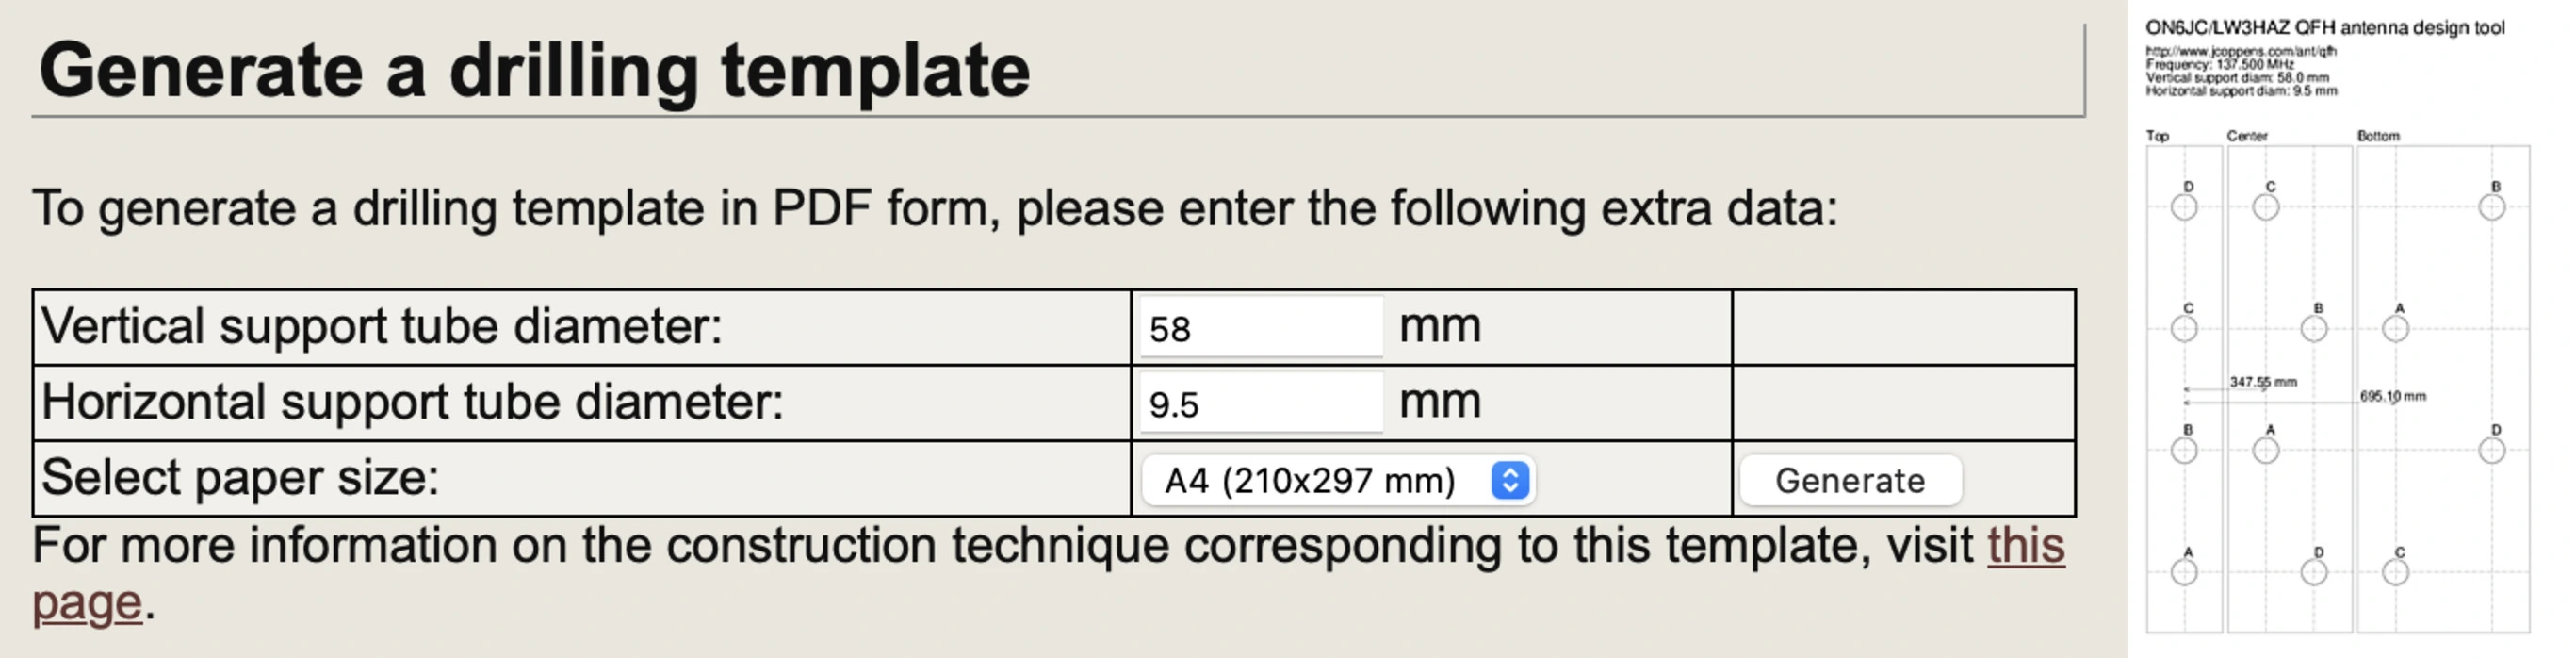 Generate a drilling template
To generate a drilling template in PDF form, please enter the following extra data:
Vertical support tube diameter: 58 mm
Horizontal support tube diameter: 9.5 mm
Select paper size: A4 (210x297 mm) Generate
For more information on the construction technique corresponding to this template, visit this
page.
ON6JC/LW3HAZ QFH antenna design tool
http://www.jcoppens.com/ant/qfh
Frequency: 137.500 MHz
Vertical support diam: 58.0 mm
Horizontal support diam: 9.5 mm
Top Center Bottom
D C B
C B A
347.55 mm
695.10 mm
B A D
A D C